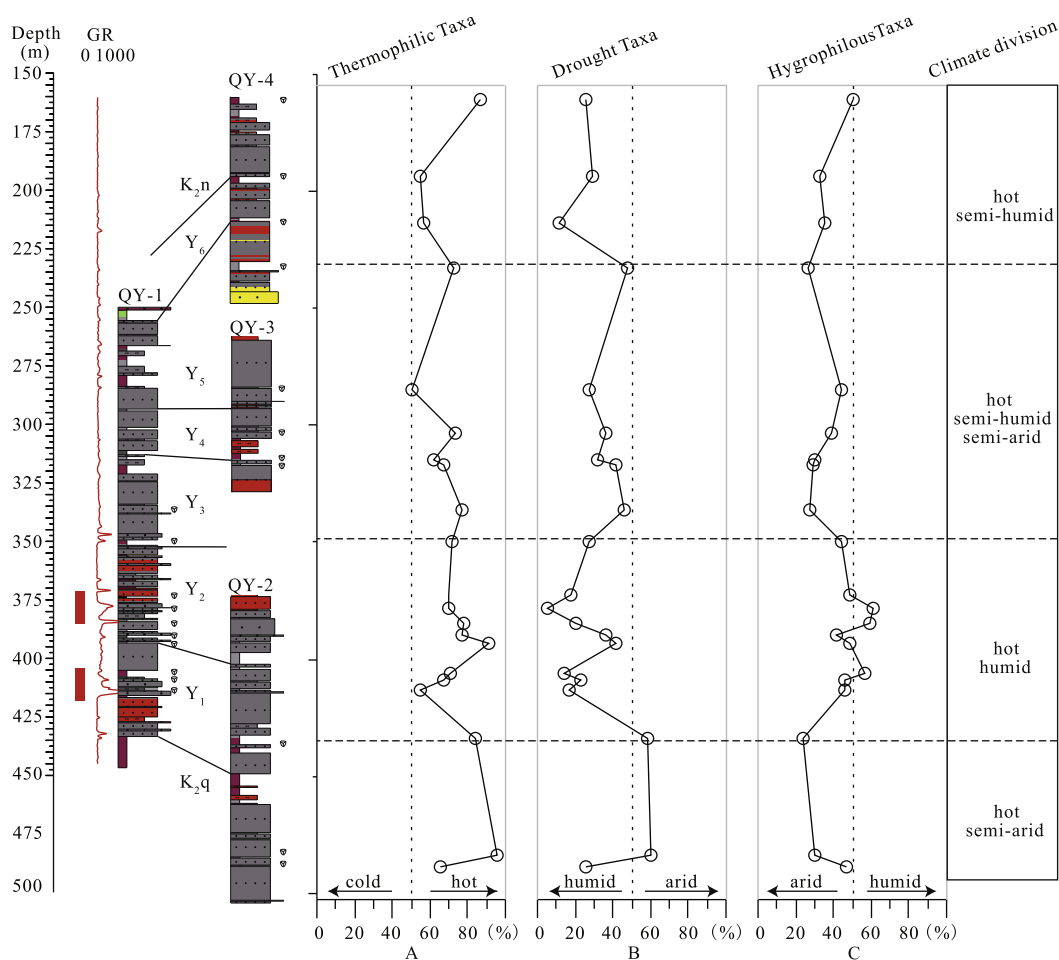 Depth
(m)
GR
0 1000
Thermophilic Taxa
Drought Taxa
Hygrophilous Taxa
Climate division
150
175
200
225
250
275
300
325
350
375
400
425
450
475
500
QY-4
QY-1
QY-3
QY-2
K2n
Y6
Y5
Y4
Y3
Y2
Y1
K2q
hot
semi-humid
hot
semi-humid
semi-arid
hot
humid
hot
semi-arid
cold hot
humid arid
arid humid
0 20 40 60 80 (%)
0 20 40 60 80 (%)
0 20 40 60 80 (%)
A B C